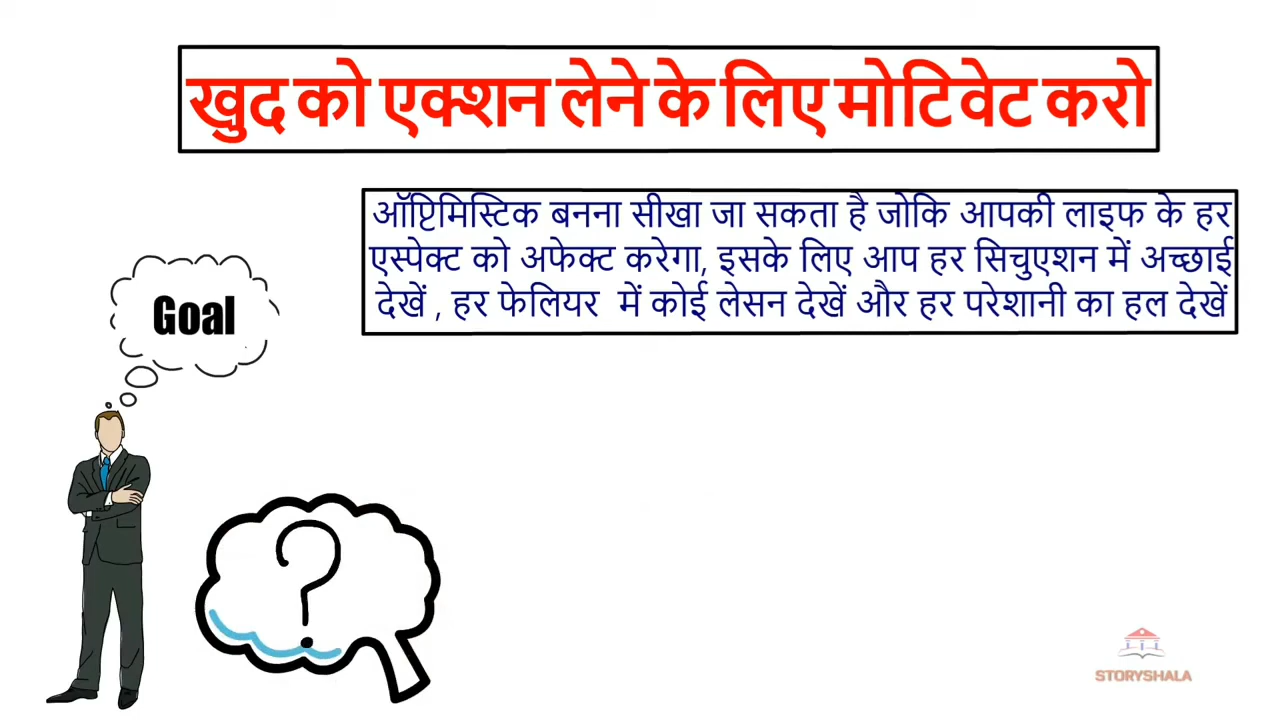 खुद को एक्शन लेने के लिए मोटिवेट करो
ऑप्टिमिस्टिक बनना सीखा जा सकता है जोकि आपकी लाइफ के हर
एस्पेक्ट को अफेक्ट करेगा, इसके लिए आप हर सिचुएशन में अच्छाई
देखें , हर फेलियर में कोई लेसन देखें और हर परेशानी का हल देखें
Goal
?
STORYSHALA